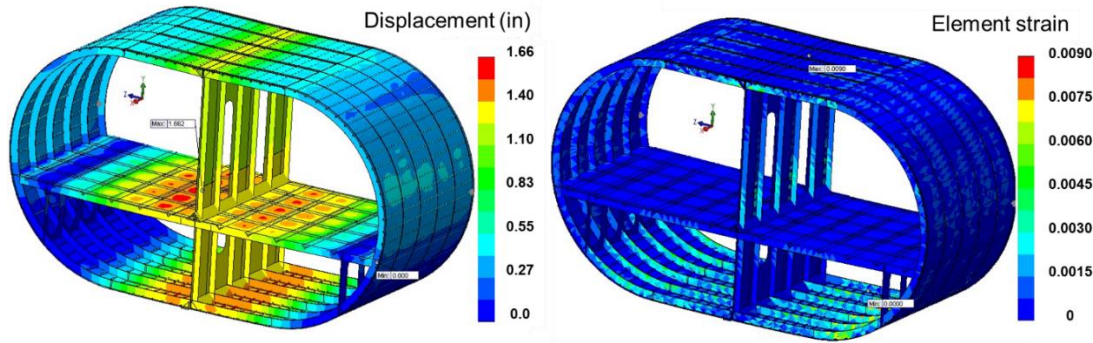 Displacement (in)
1.66
1.40
1.10
0.83
0.55
0.27
0.0
Max: 1.662
Min: 0.000
Y
Z
X
Element strain
0.0090
0.0075
0.0060
0.0045
0.0030
0.0015
0
Max: 0.0090
Min: 0.0000
Y
Z
X